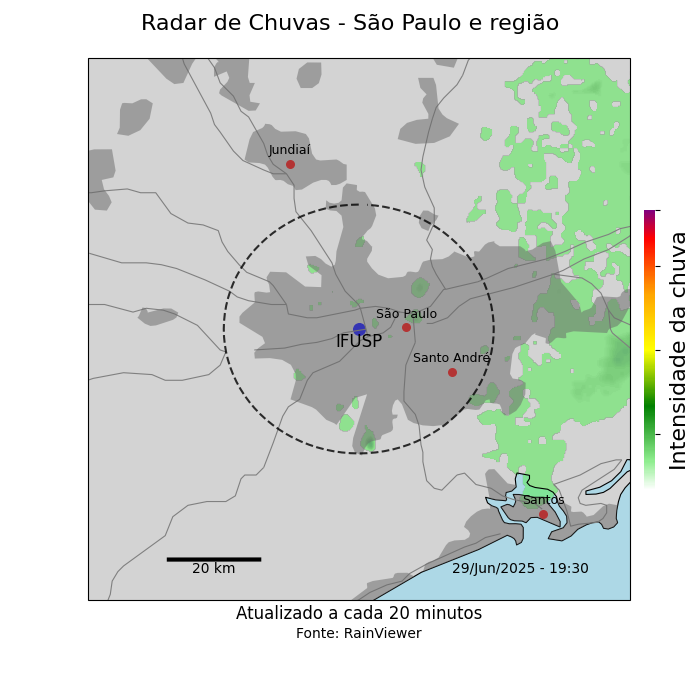 Radar de Chuvas - São Paulo e região
Jundiaí
São Paulo
IFUSP
Santo André
Santos
20 km
29/Jun/2025 - 19:30
Intensidade da chuva
Atualizado a cada 20 minutos
Fonte: RainViewer